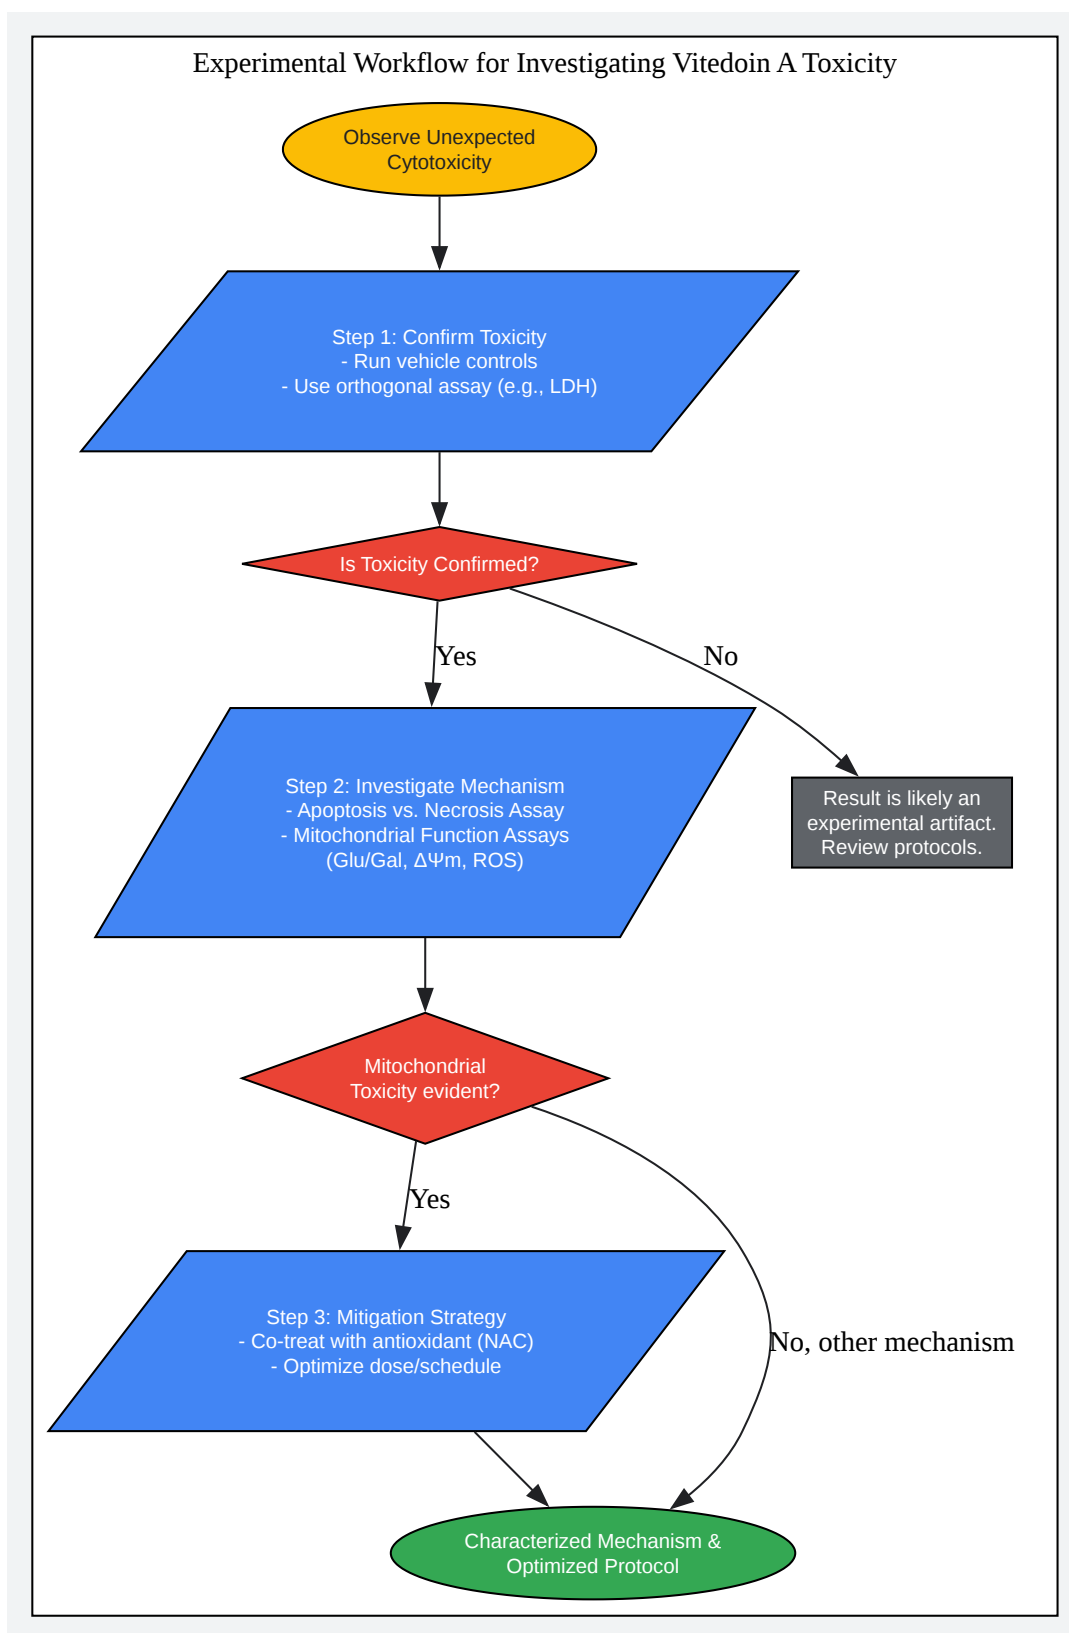 Experimental Workflow for Investigating Vitedoin A Toxicity
Observe Unexpected
Cytotoxicity
Step 1: Confirm Toxicity
- Run vehicle controls
- Use orthogonal assay (e.g., LDH)
Is Toxicity Confirmed?
Yes
No
Step 2: Investigate Mechanism
- Apoptosis vs. Necrosis Assay
- Mitochondrial Function Assays
(Glu/Gal, ΔΨm, ROS)
Result is likely an
experimental artifact.
Review protocols.
Mitochondrial
Toxicity evident?
Yes
Step 3: Mitigation Strategy
- Co-treat with antioxidant (NAC)
- Optimize dose/schedule
No, other mechanism
Characterized Mechanism &
Optimized Protocol